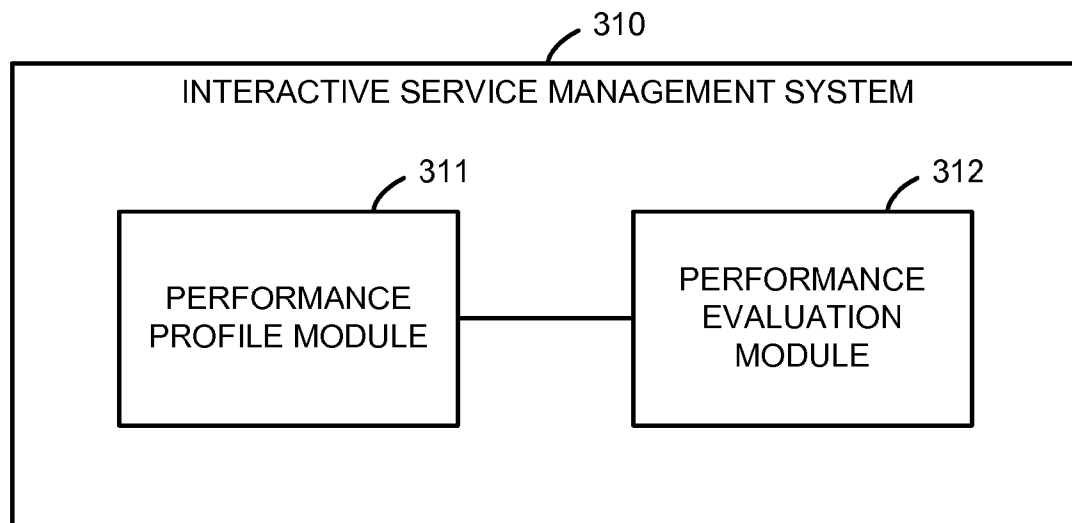 310
INTERACTIVE SERVICE MANAGEMENT SYSTEM
311
312
PERFORMANCE
PROFILE MODULE
PERFORMANCE
EVALUATION
MODULE